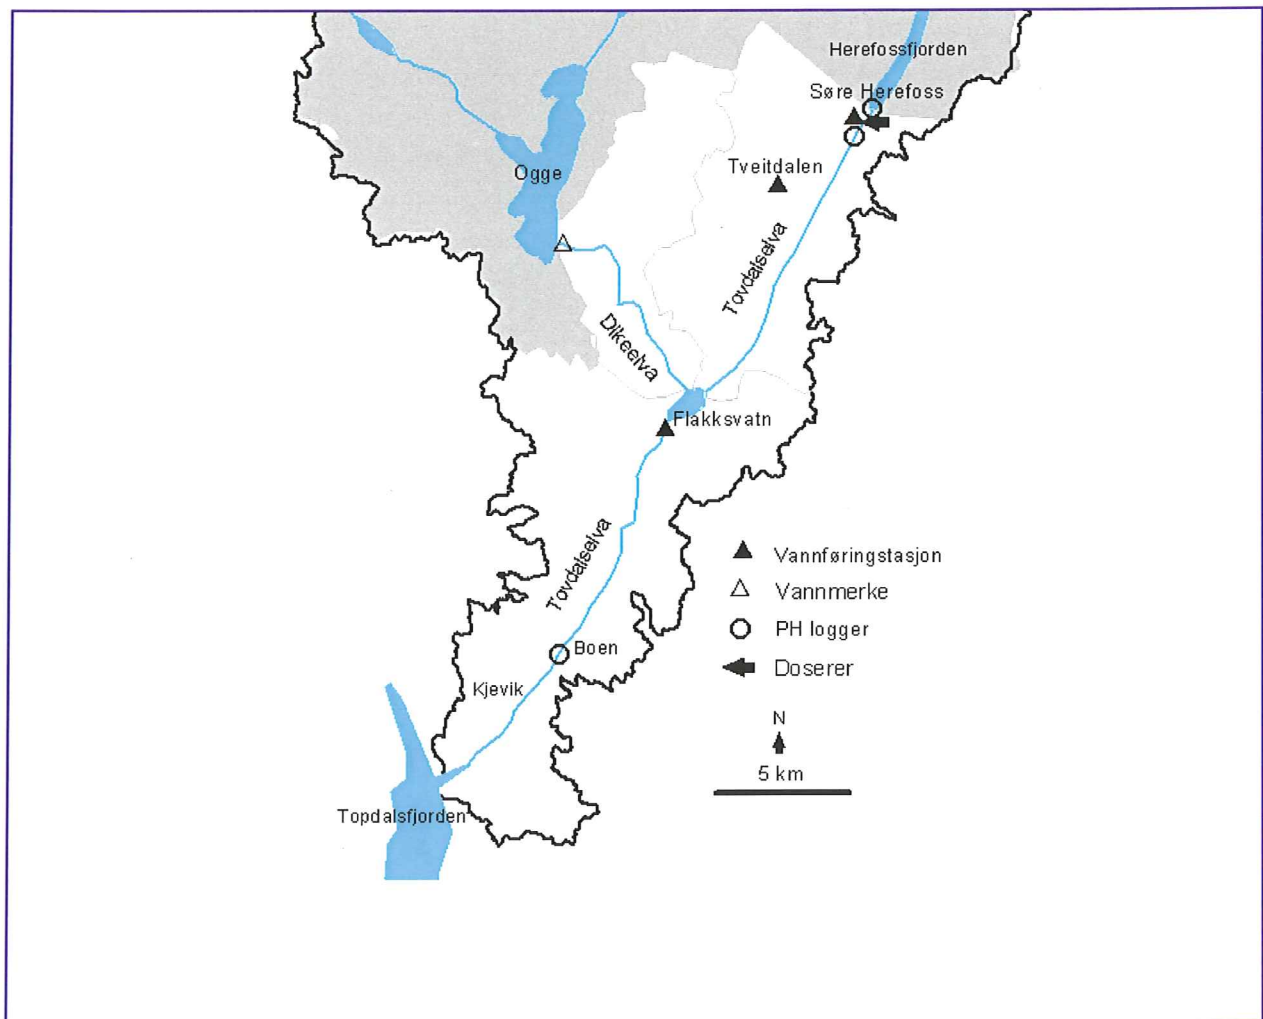 Herefossfjorden
Søre Herefoss
Tveitdalen
Ogge
Tovdalselva
Dikeelva
Flakksvatn
Tovdalselva
Vannføringstasjon
Vannmerke
PH logger
Doserer
Boen
Kjevik
N
5 km
Topdalsfjorden